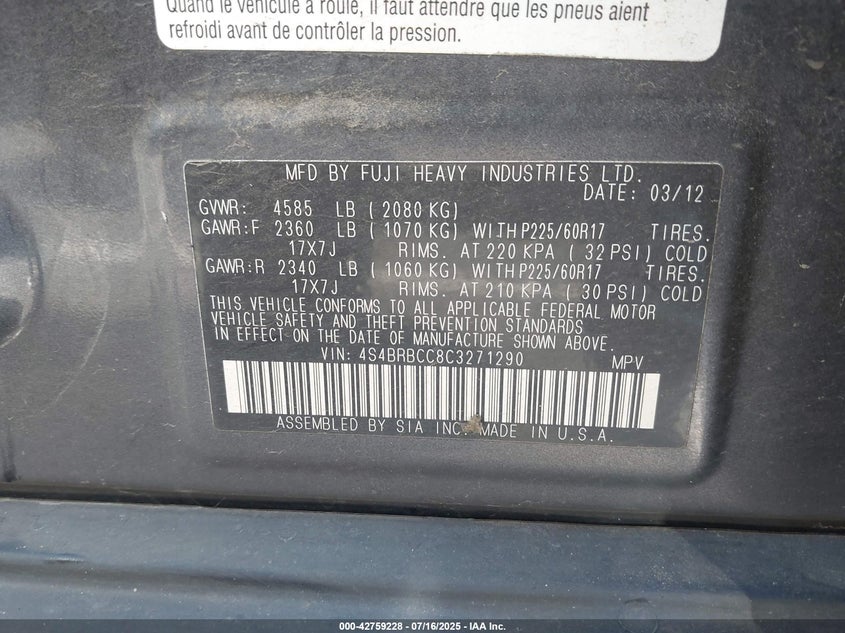 Quand le véhicule a roulé, il faut attendre que les pneus aient
refroidi avant de contrôler la pression.
MFD BY FUJI HEAVY INDUSTRIES LTD.
DATE: 03/12
GVWR: 4585 LB ( 2080 KG)
GAWR:F 2360 LB ( 1070 KG) WITH P225/60R17 TIRES.
17X7J RIMS. AT 220 KPA ( 32 PSI) COLD
GAWR:R 2340 LB ( 1060 KG) WITH P225/60R17 TIRES.
17X7J RIMS. AT 210 KPA ( 30 PSI) COLD
THIS VEHICLE CONFORMS TO ALL APPLICABLE FEDERAL MOTOR
VEHICLE SAFETY AND THEFT PREVENTION STANDARDS
IN EFFECT ON THE DATE OF MANUFACTURE SHOWN ABOVE.
VIN: 4S4BRBCC8C3271290 MPV
ASSEMBLED BY SIA INC. MADE IN U.S.A.
000-42759228 - 07/16/2025 - IAA Inc.